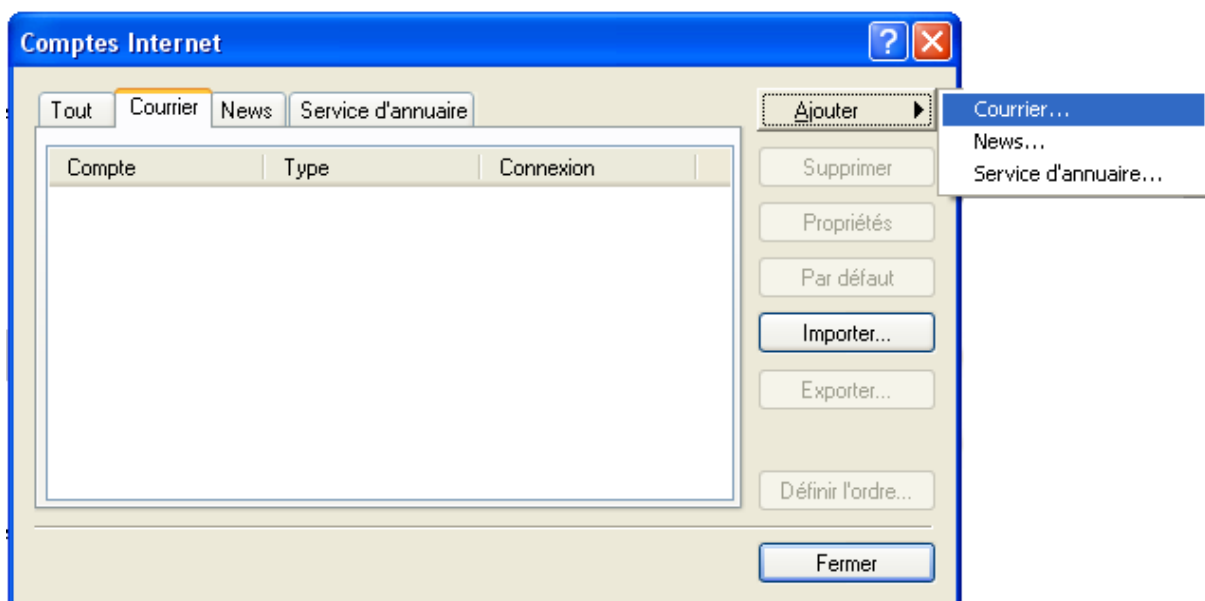 Comptes Internet
Tout Courrier News Service d'annuaire
Compte Type Connexion
Ajouter
Supprimer
Propriétés
Par défaut
Importer...
Exporter...
Définir l'ordre...
Fermer
Courrier...
News...
Service d'annuaire...